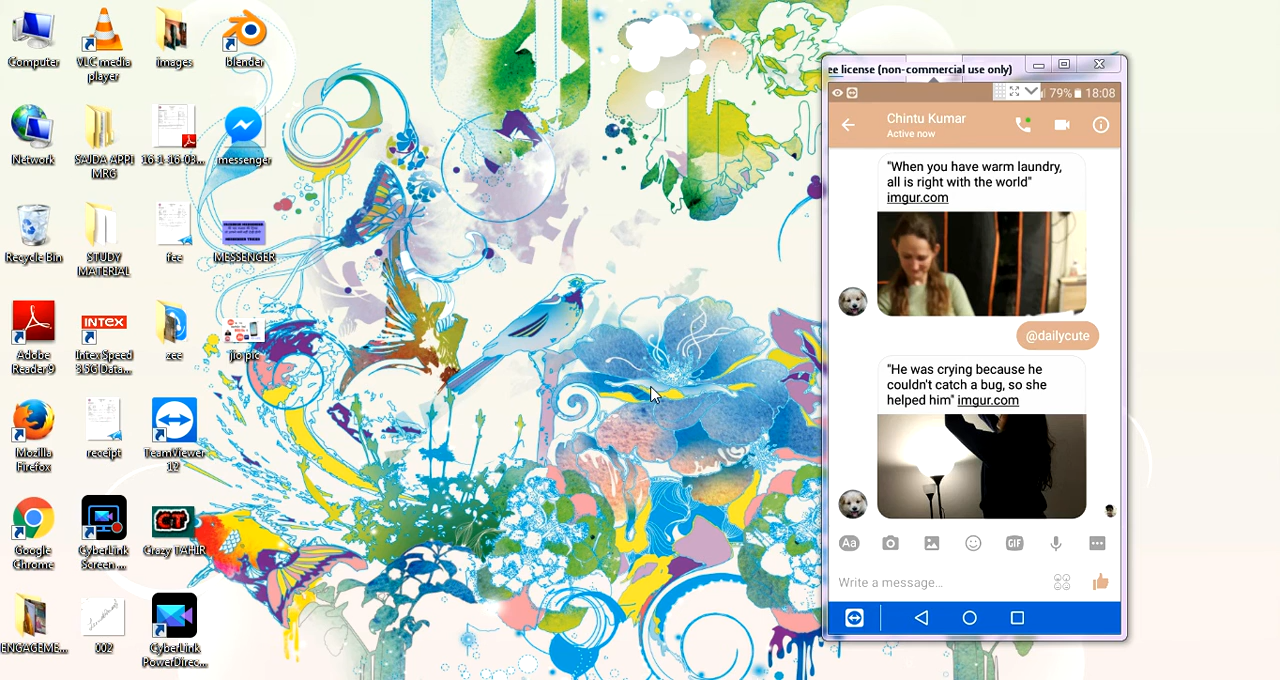 Computer
VLC media
player
images
blender
Network
SAJDA APPI
MRG
16-1-16-03...
messenger
Recycle Bin
STUDY
MATERIAL
fee
MESSENGER
Adobe
Reader 9
INTEX
Intex Speed
3.5G Data...
zee
jio pic
Mozilla
Firefox
receipt
TeamViewer
12
Google
Chrome
CyberLink
Screen ...
CT
Crazy TAHIR
ENGAGEME...
002
CyberLink
PowerDirec...
ee license (non-commercial use only)
79% 18:08
Chintu Kumar
Active now
"When you have warm laundry,
all is right with the world"
imgur.com
@dailycute
"He was crying because he
couldn't catch a bug, so she
helped him" imgur.com
Aa
GIF
Write a message...